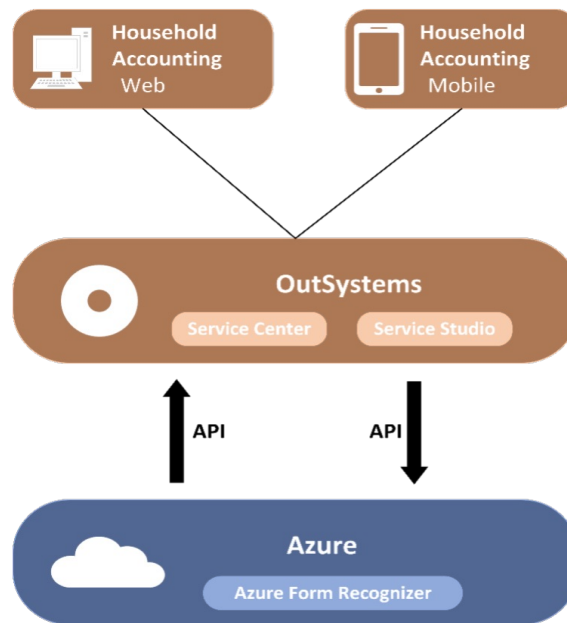 Household
Accounting
Web
Household
Accounting
Mobile
OutSystems
Service Center
Service Studio
API
API
Azure
Azure Form Recognizer